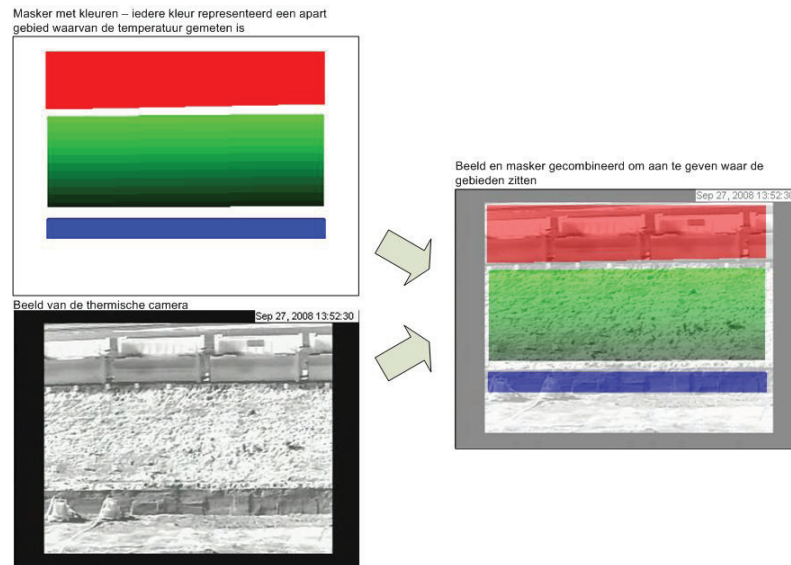 Masker met kleuren – iedere kleur representeerd een apart
gebied waarvan de temperatuur gemeten is
Beeld en masker gecombineerd om aan te geven waar de
gebieden zitten
Sep 27, 2008 13:52:30
Beeld van de thermische camera
Sep 27, 2008 13:52:30